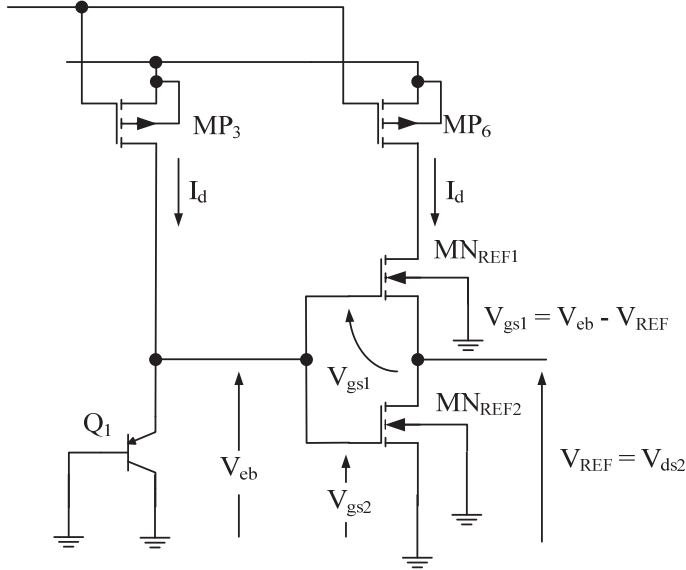 MP3
MP6
Id
Id
MNREF1
Vgs1 = Veb - VREF
Vgs1
MNREF2
Q1
Veb
Vgs2
VREF = Vds2